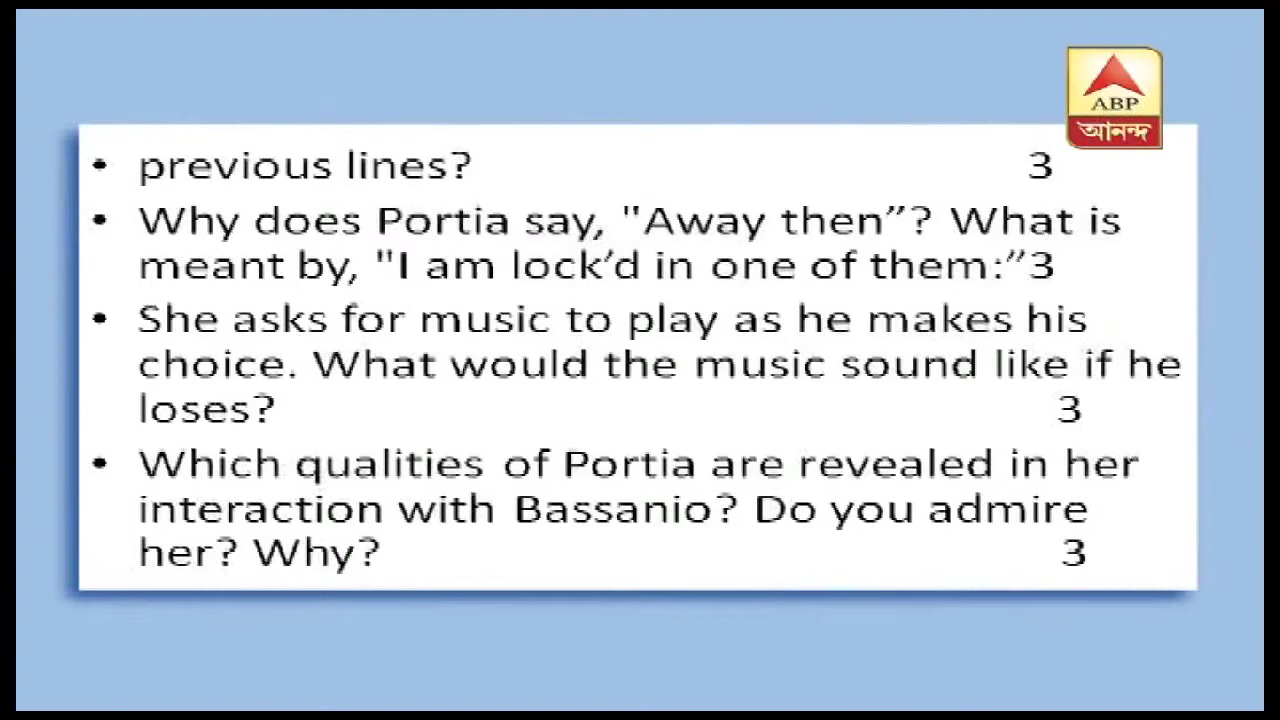 ABP
আনন্দ
• previous lines? 3
• Why does Portia say, "Away then”? What is
meant by, "I am lock’d in one of them:”3
• She asks for music to play as he makes his
choice. What would the music sound like if he
loses? 3
• Which qualities of Portia are revealed in her
interaction with Bassanio? Do you admire
her? Why? 3